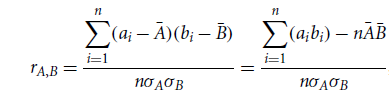 r_{A,B} = \frac{\sum_{i=1}^{n}(a_i - \bar{A})(b_i - \bar{B})}{n\sigma_A\sigma_B} = \frac{\sum_{i=1}^{n}(a_i b_i) - n\bar{A}\bar{B}}{n\sigma_A\sigma_B}